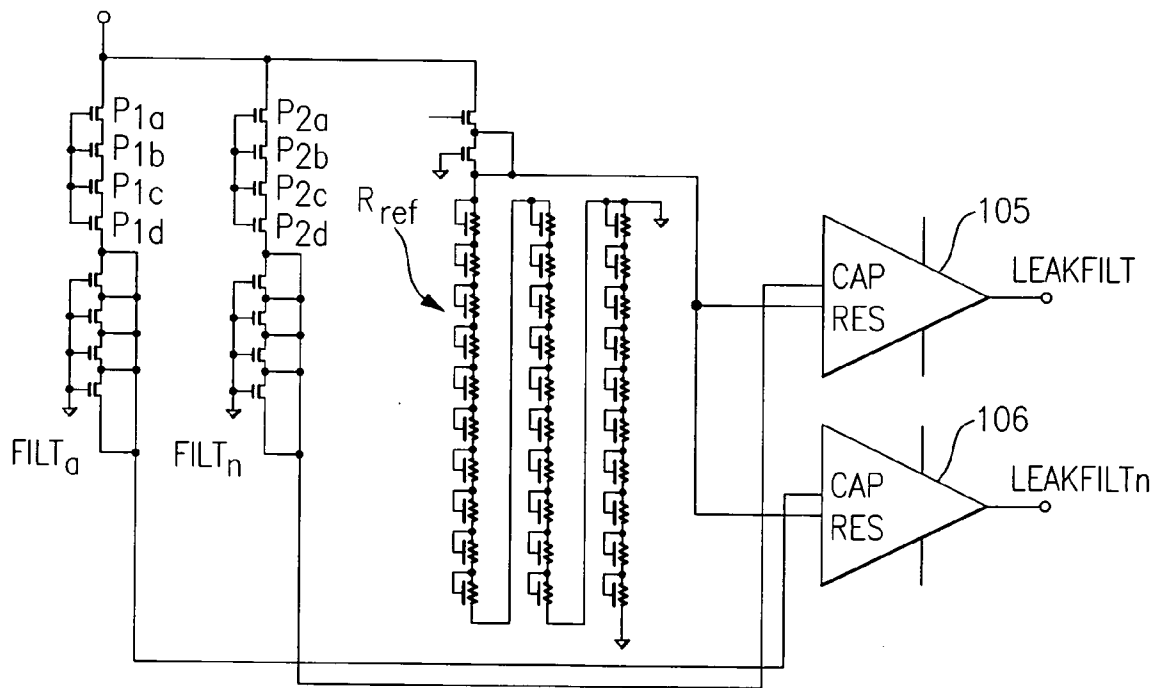 P1a
P1b
P1c
P1d
P2a
P2b
P2c
P2d
Rref
FILTa
FILTn
105
CAP
RES
LEAKFILT
106
CAP
RES
LEAKFILTn